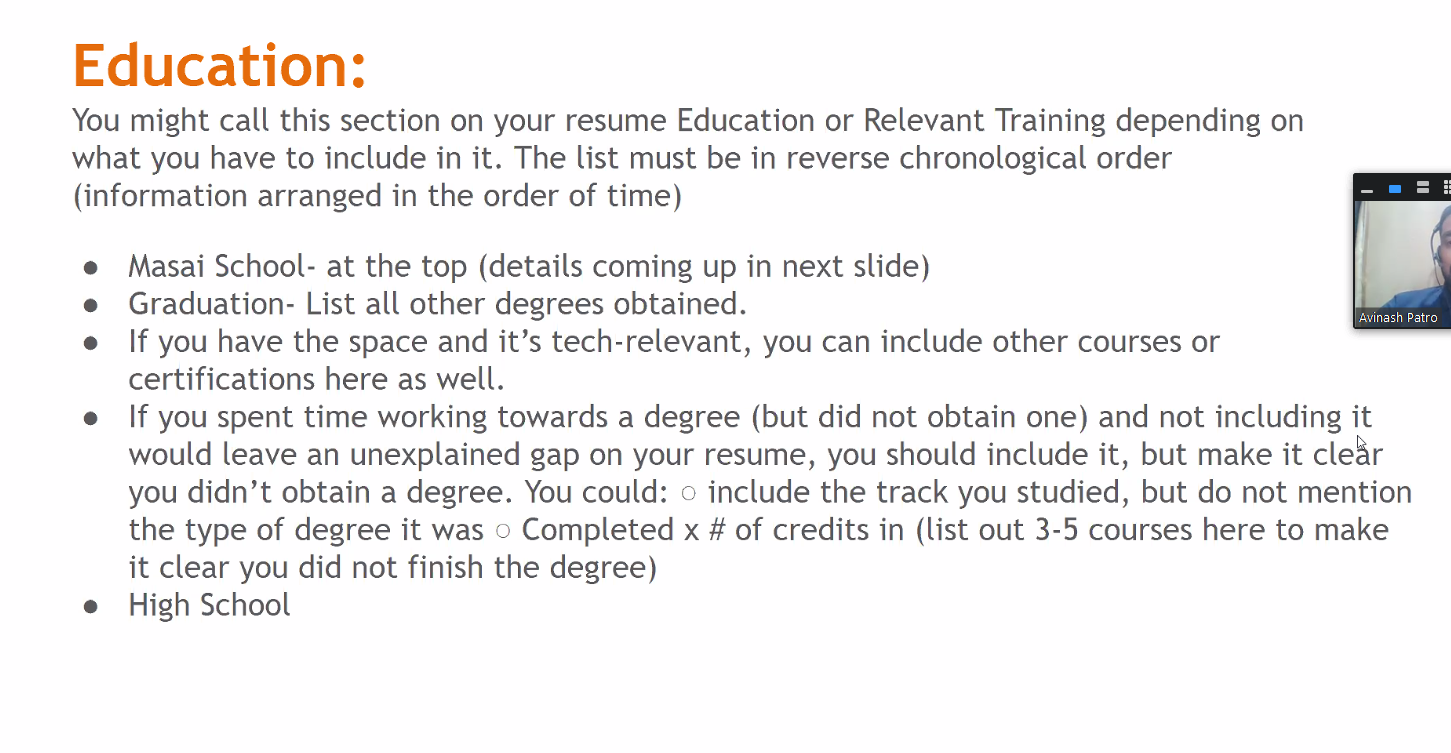 Education:
You might call this section on your resume Education or Relevant Training depending on
what you have to include in it. The list must be in reverse chronological order
(information arranged in the order of time)
● Masai School- at the top (details coming up in next slide)
● Graduation- List all other degrees obtained.
● If you have the space and it’s tech-relevant, you can include other courses or
certifications here as well.
● If you spent time working towards a degree (but did not obtain one) and not including it
would leave an unexplained gap on your resume, you should include it, but make it clear
you didn’t obtain a degree. You could: ○ include the track you studied, but do not mention
the type of degree it was ○ Completed x # of credits in (list out 3-5 courses here to make
it clear you did not finish the degree)
● High School
Avinash Patro